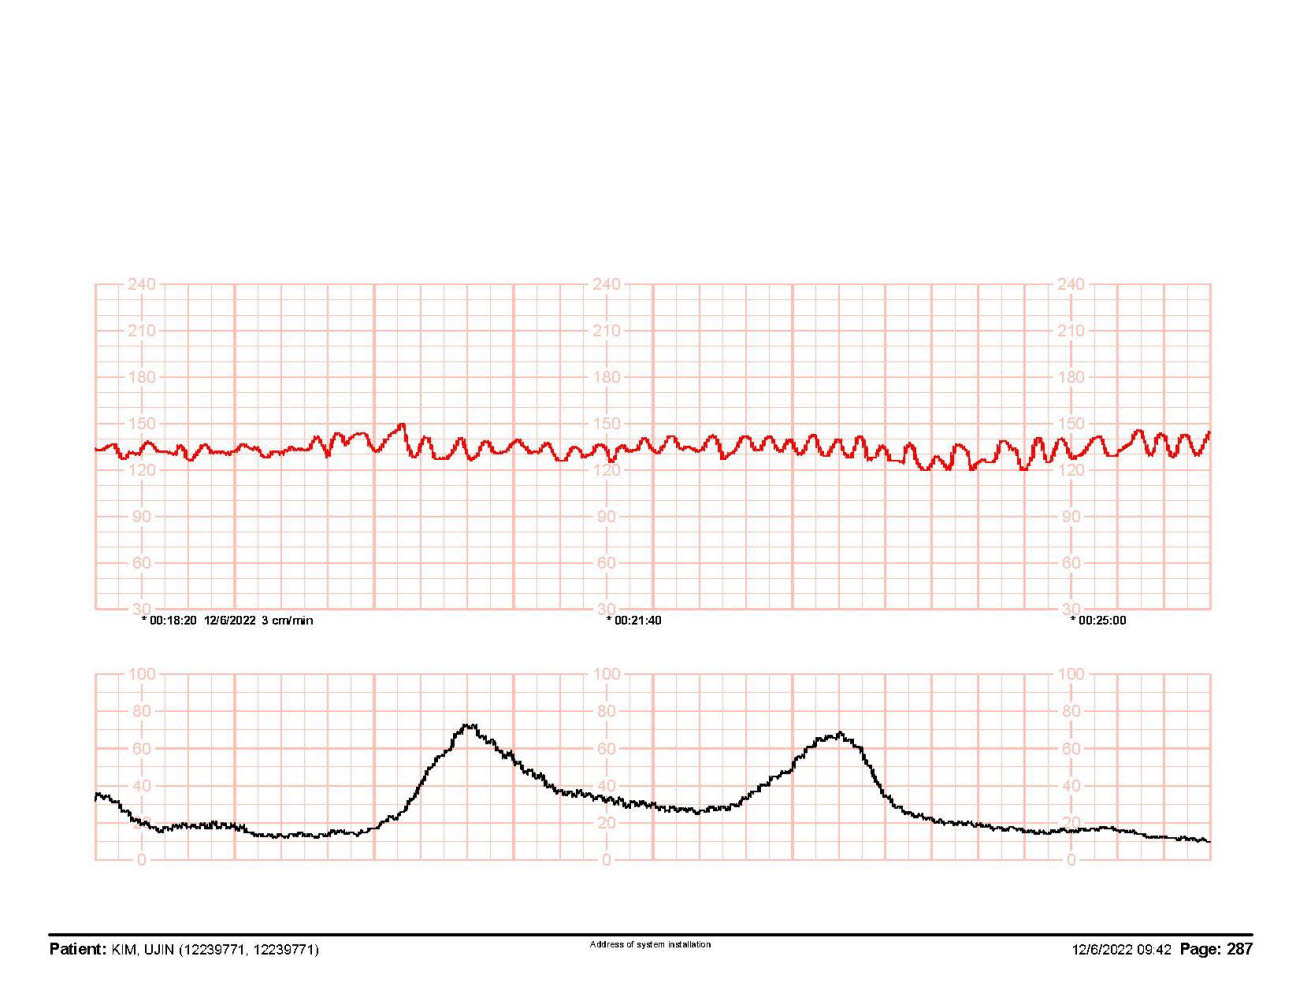 240 240 240
210 210 210
180 180 180
150 150 150
120 120 120
90 90 90
60 60 60
30 30 30
* 00:18:20 12/6/2022 3 cm/min * 00:21:40 * 00:25:00
100 100 100
80 80 80
60 60 60
40 40 40
20 20 20
0 0 0
Patient: KIM, UJIN (12239771, 12239771) Address of system installation 12/6/2022 09:42 Page: 287